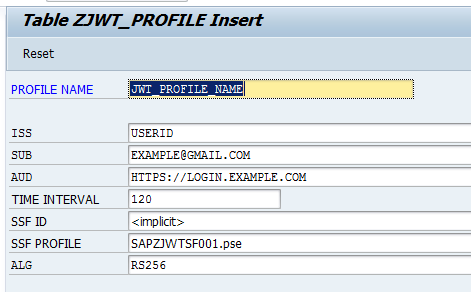 Table ZJWT_PROFILE Insert
Reset
PROFILE NAME JWT_PROFILE_NAME
ISS USERID
SUB EXAMPLE@GMAIL.COM
AUD HTTPS://LOGIN.EXAMPLE.COM
TIME INTERVAL 120
SSF ID <implicit>
SSF PROFILE SAPZJWTSF001.pse
ALG RS256